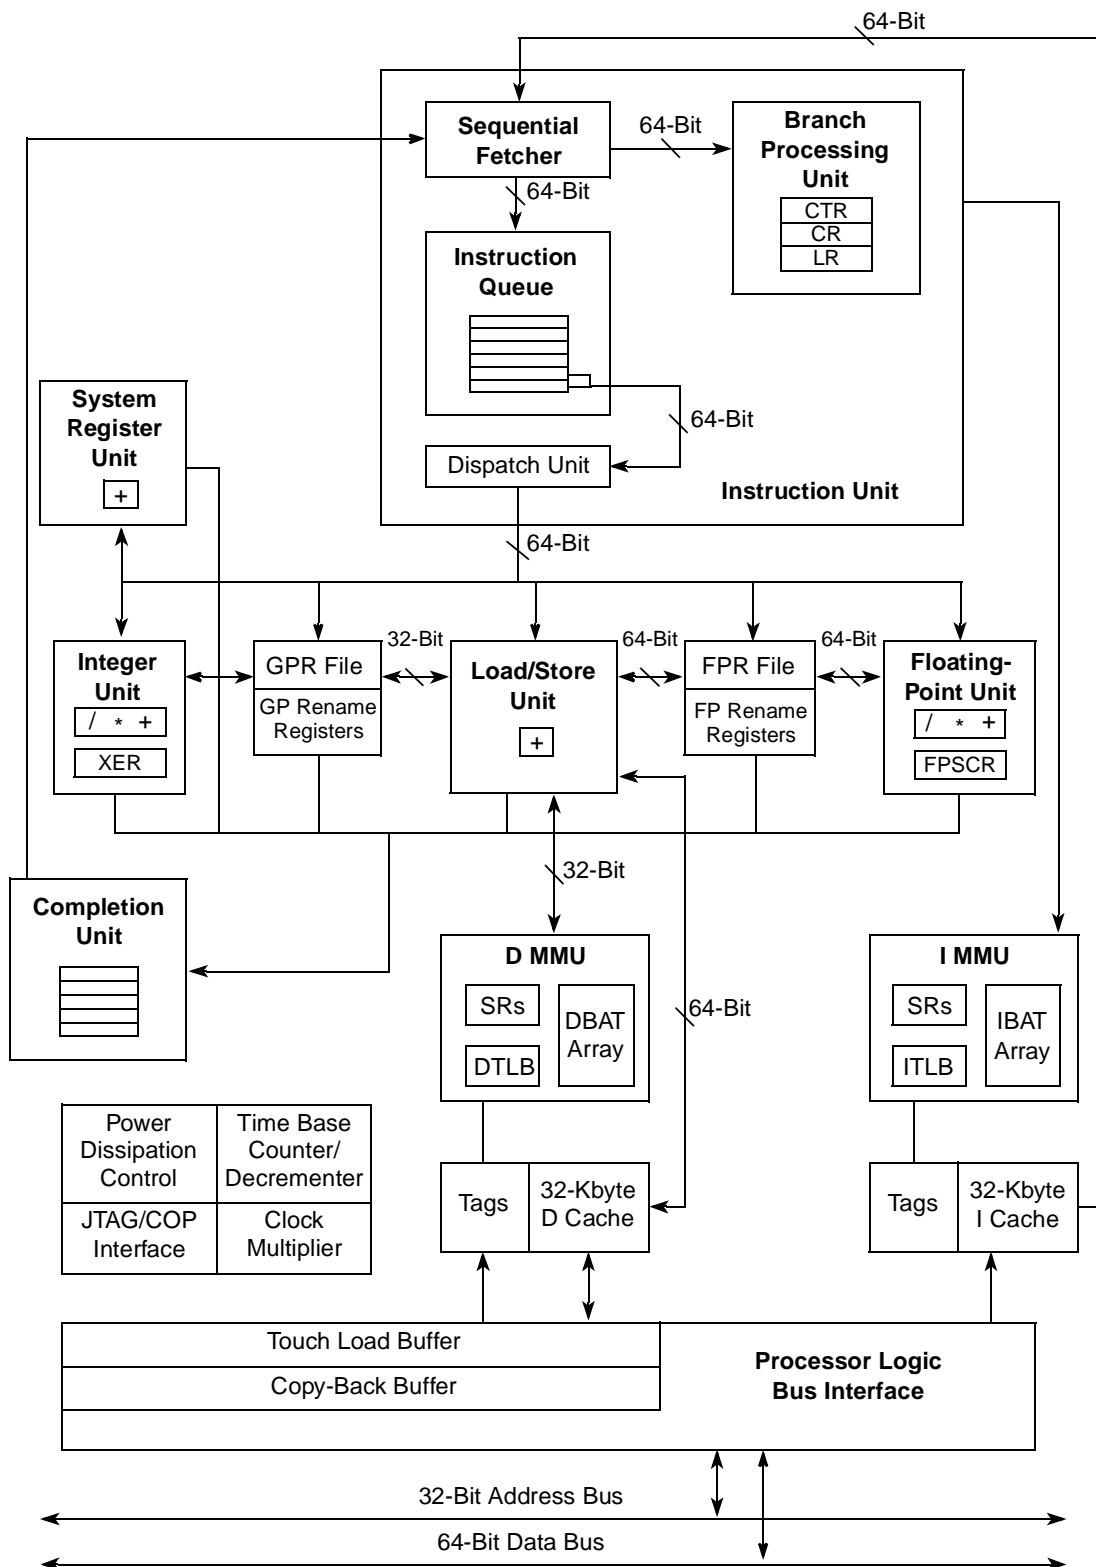 64-Bit
Sequential
Fetcher
64-Bit
Branch
Processing
Unit
CTR
CR
LR
64-Bit
Instruction
Queue
System
Register
Unit
+
64-Bit
Dispatch Unit
Instruction Unit
64-Bit
Integer
Unit
/ * +
XER
GPR File
GP Rename
Registers
32-Bit
Load/Store
Unit
+
64-Bit
FPR File
FP Rename
Registers
64-Bit
Floating-
Point Unit
/ * +
FPSCR
32-Bit
Completion
Unit
D MMU
SRs
DTLB
DBAT
Array
64-Bit
I MMU
SRs
ITLB
IBAT
Array
Power
Dissipation
Control
Time Base
Counter/
Decrementer
JTAG/COP
Interface
Clock
Multiplier
Tags
32-Kbyte
D Cache
Tags
32-Kbyte
I Cache
Touch Load Buffer
Copy-Back Buffer
Processor Logic
Bus Interface
32-Bit Address Bus
64-Bit Data Bus